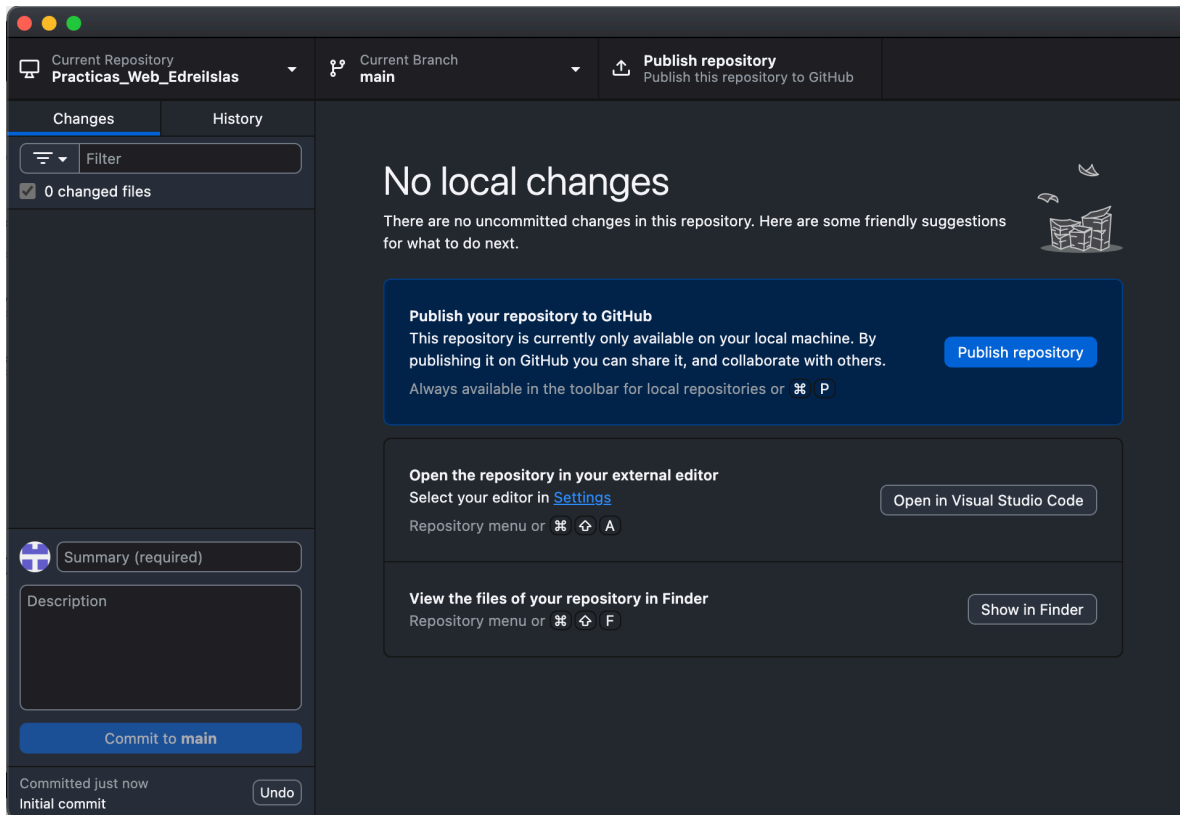 Current Repository
Practicas_Web_EdreiIslas
Current Branch
main
Publish repository
Publish this repository to GitHub
Changes
History
Filter
0 changed files
No local changes
There are no uncommitted changes in this repository. Here are some friendly suggestions
for what to do next.
Publish your repository to GitHub
This repository is currently only available on your local machine. By
publishing it on GitHub you can share it, and collaborate with others.
Always available in the toolbar for local repositories or ⌘ P
Publish repository
Open the repository in your external editor
Select your editor in Settings
Repository menu or ⌘ ⇧ A
Open in Visual Studio Code
View the files of your repository in Finder
Repository menu or ⌘ ⇧ F
Show in Finder
Summary (required)
Description
Commit to main
Committed just now
Initial commit
Undo